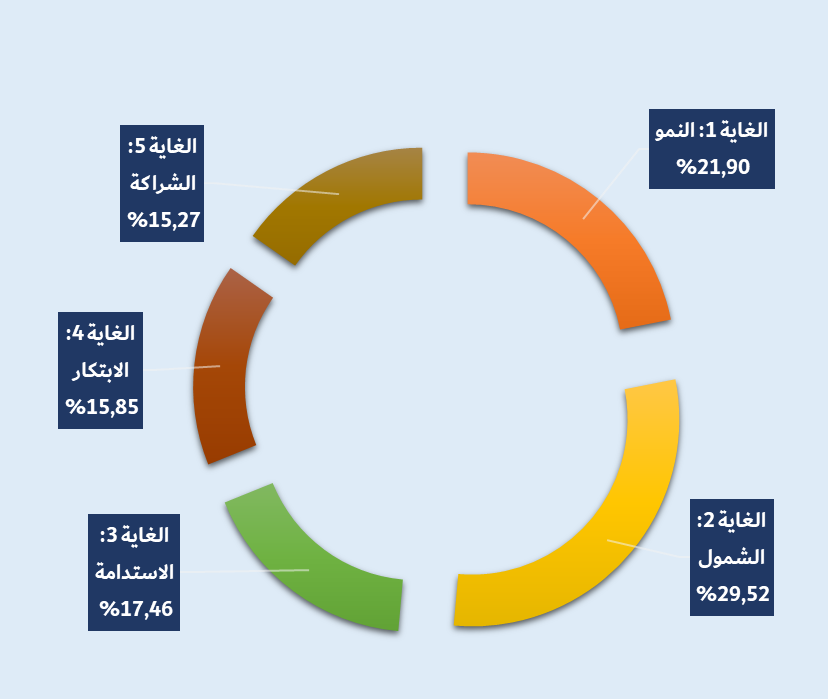 الغاية 1: النمو
%21,90
الغاية 2:
الشمول
%29,52
الغاية 3:
الاستدامة
%17,46
الغاية 4:
الابتكار
%15,85
الغاية 5:
الشراكة
%15,27